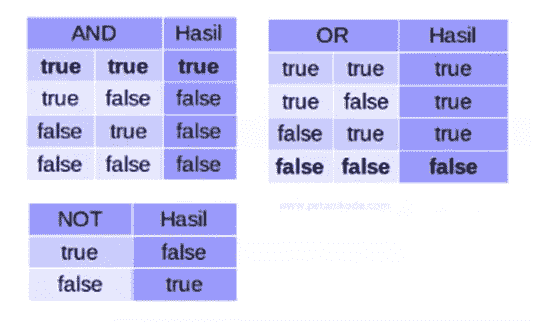 AND Hasil
true true true
true false false
false true false
false false false
OR Hasil
true true true
true false true
false true true
false false false
www.petanikode.com
NOT Hasil
true false
false true